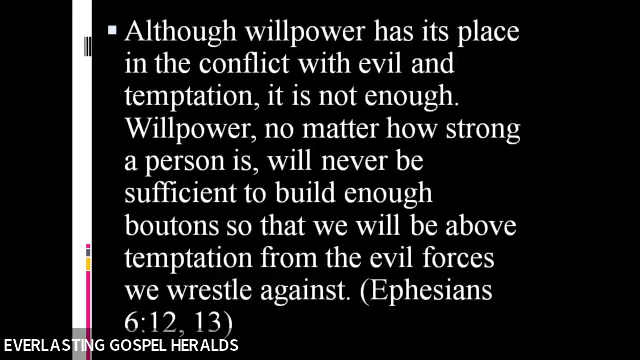 Although willpower has its place
in the conflict with evil and
temptation, it is not enough.
Willpower, no matter how strong
a person is, will never be
sufficient to build enough
boutons so that we will be above
temptation from the evil forces
we wrestle against. (Ephesians
6:12, 13)
EVERLASTING GOSPEL HERALDS